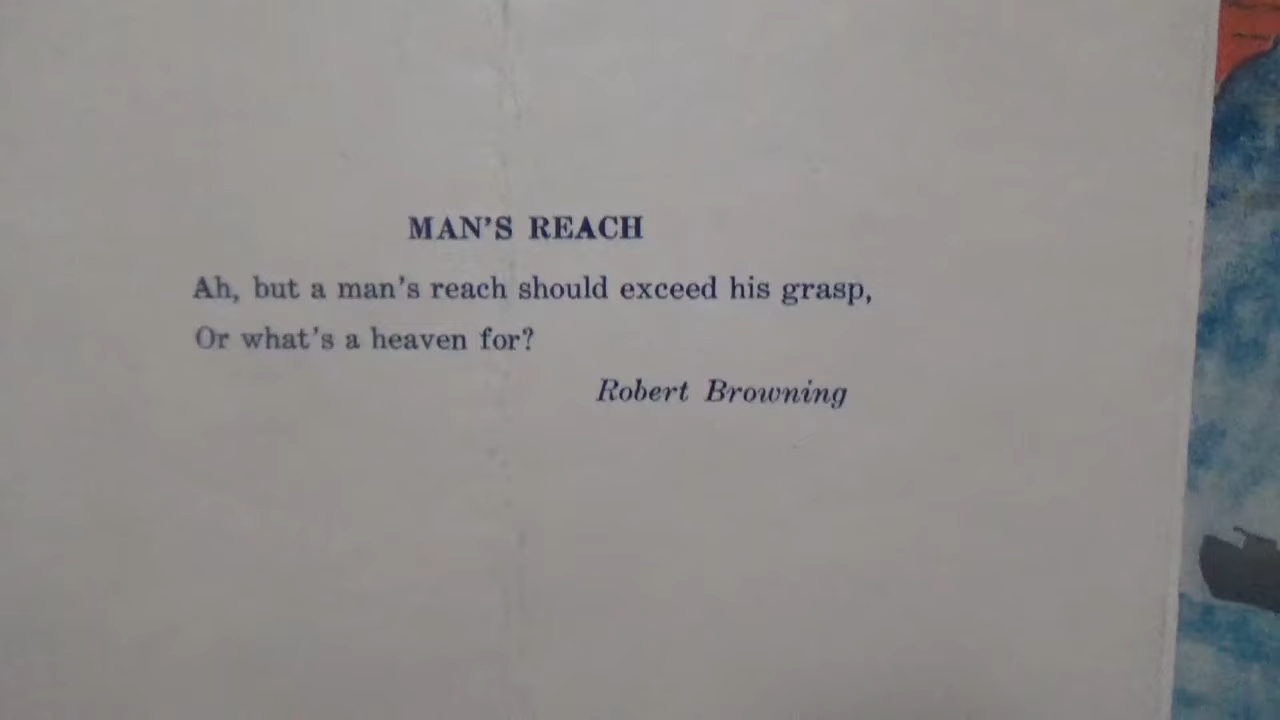 MAN'S REACH
Ah, but a man's reach should exceed his grasp,
Or what's a heaven for?
Robert Browning